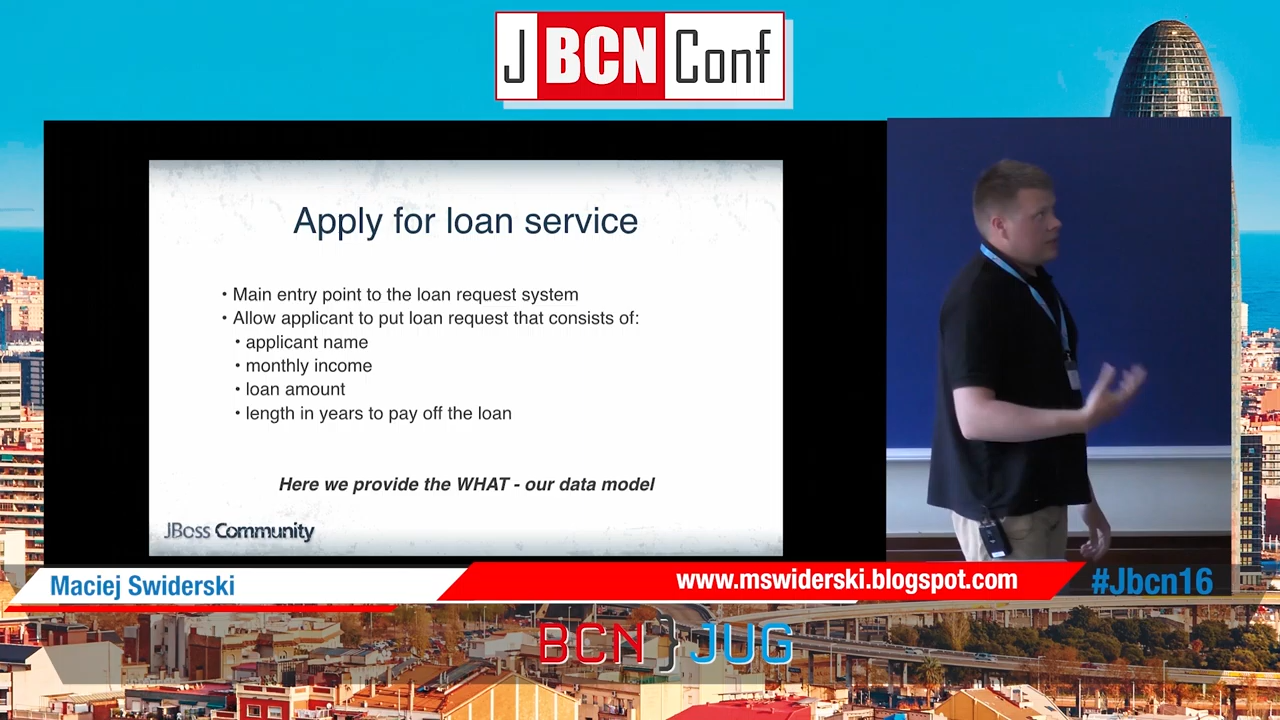 J BCN Conf
Apply for loan service
• Main entry point to the loan request system
• Allow applicant to put loan request that consists of:
• applicant name
• monthly income
• loan amount
• length in years to pay off the loan
Here we provide the WHAT - our data model
JBoss Community
Maciej Swiderski
www.mswiderski.blogspot.com
#Jbcn16
BCN JUG